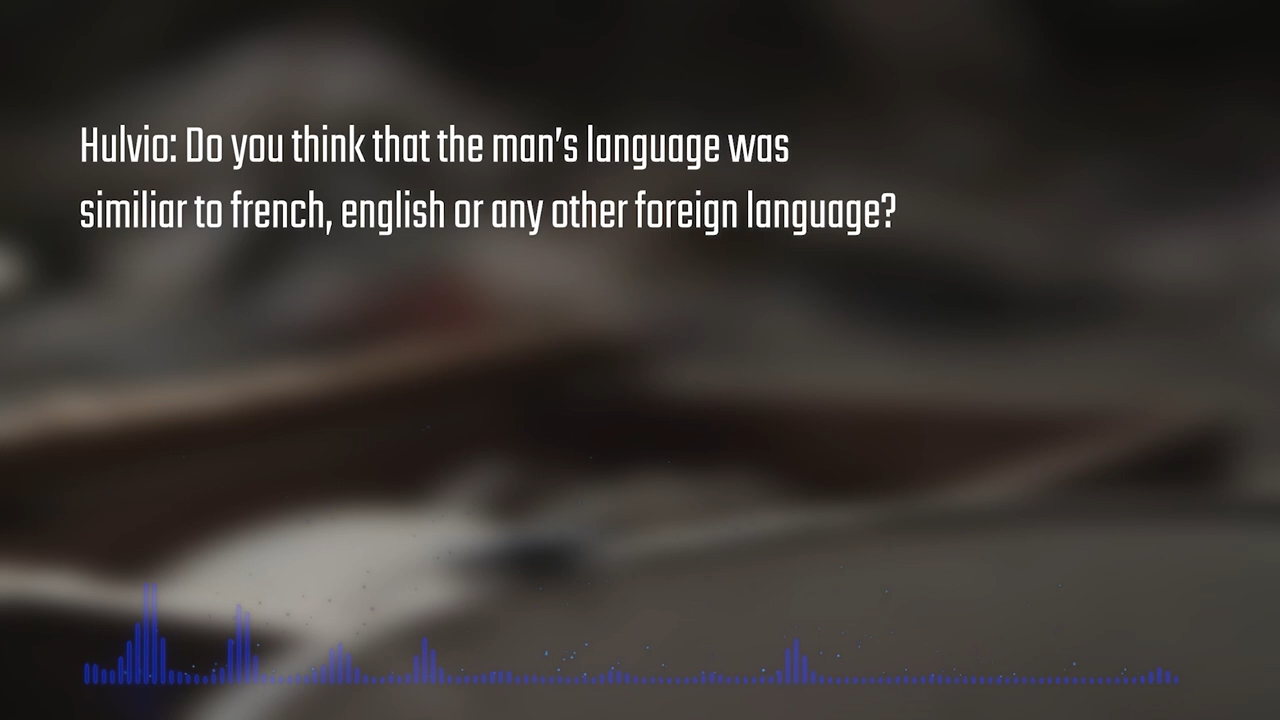 Hulvio: Do you think that the man's language was
similiar to french, english or any other foreign language?